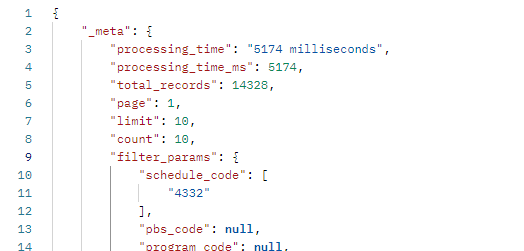 1 {
2 "_meta": {
3 "processing_time": "5174 milliseconds",
4 "processing_time_ms": 5174,
5 "total_records": 14328,
6 "page": 1,
7 "limit": 10,
8 "count": 10,
9 "filter_params": {
10 "schedule_code": [
11 "4332"
12 ],
13 "pbs_code": null,
14 "program_code": null,